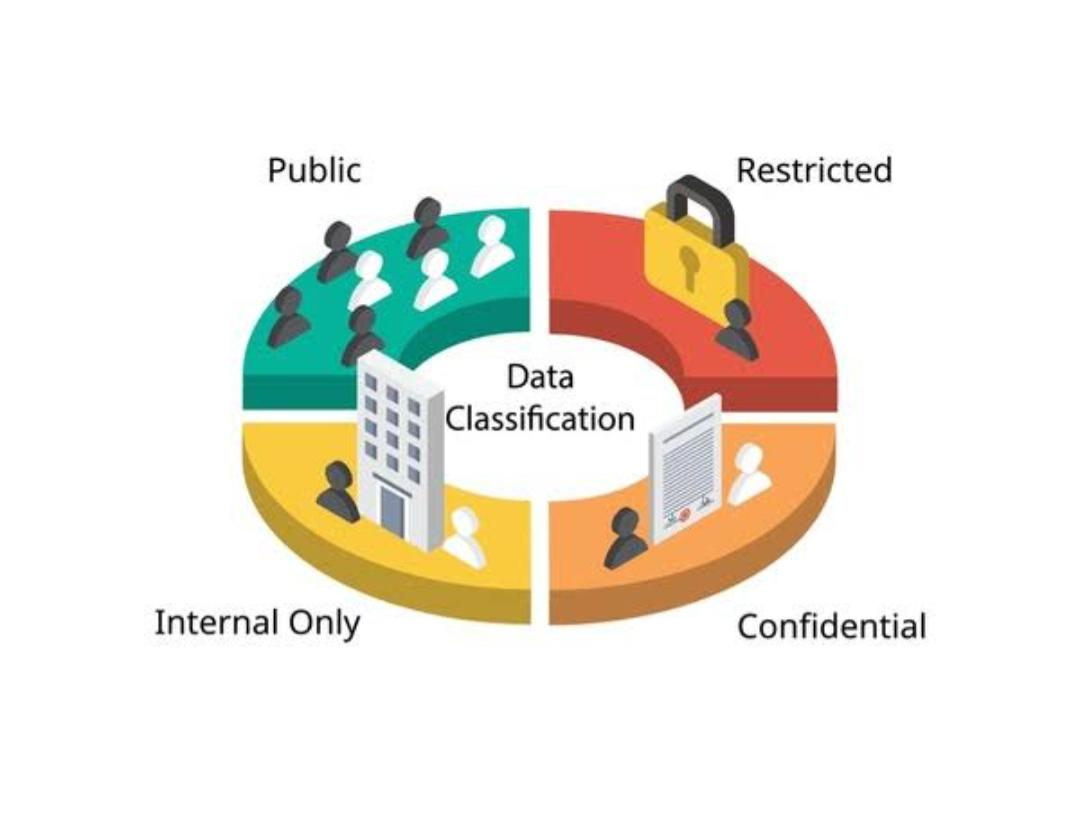 Public
Restricted
Data
Classification
Internal Only
Confidential